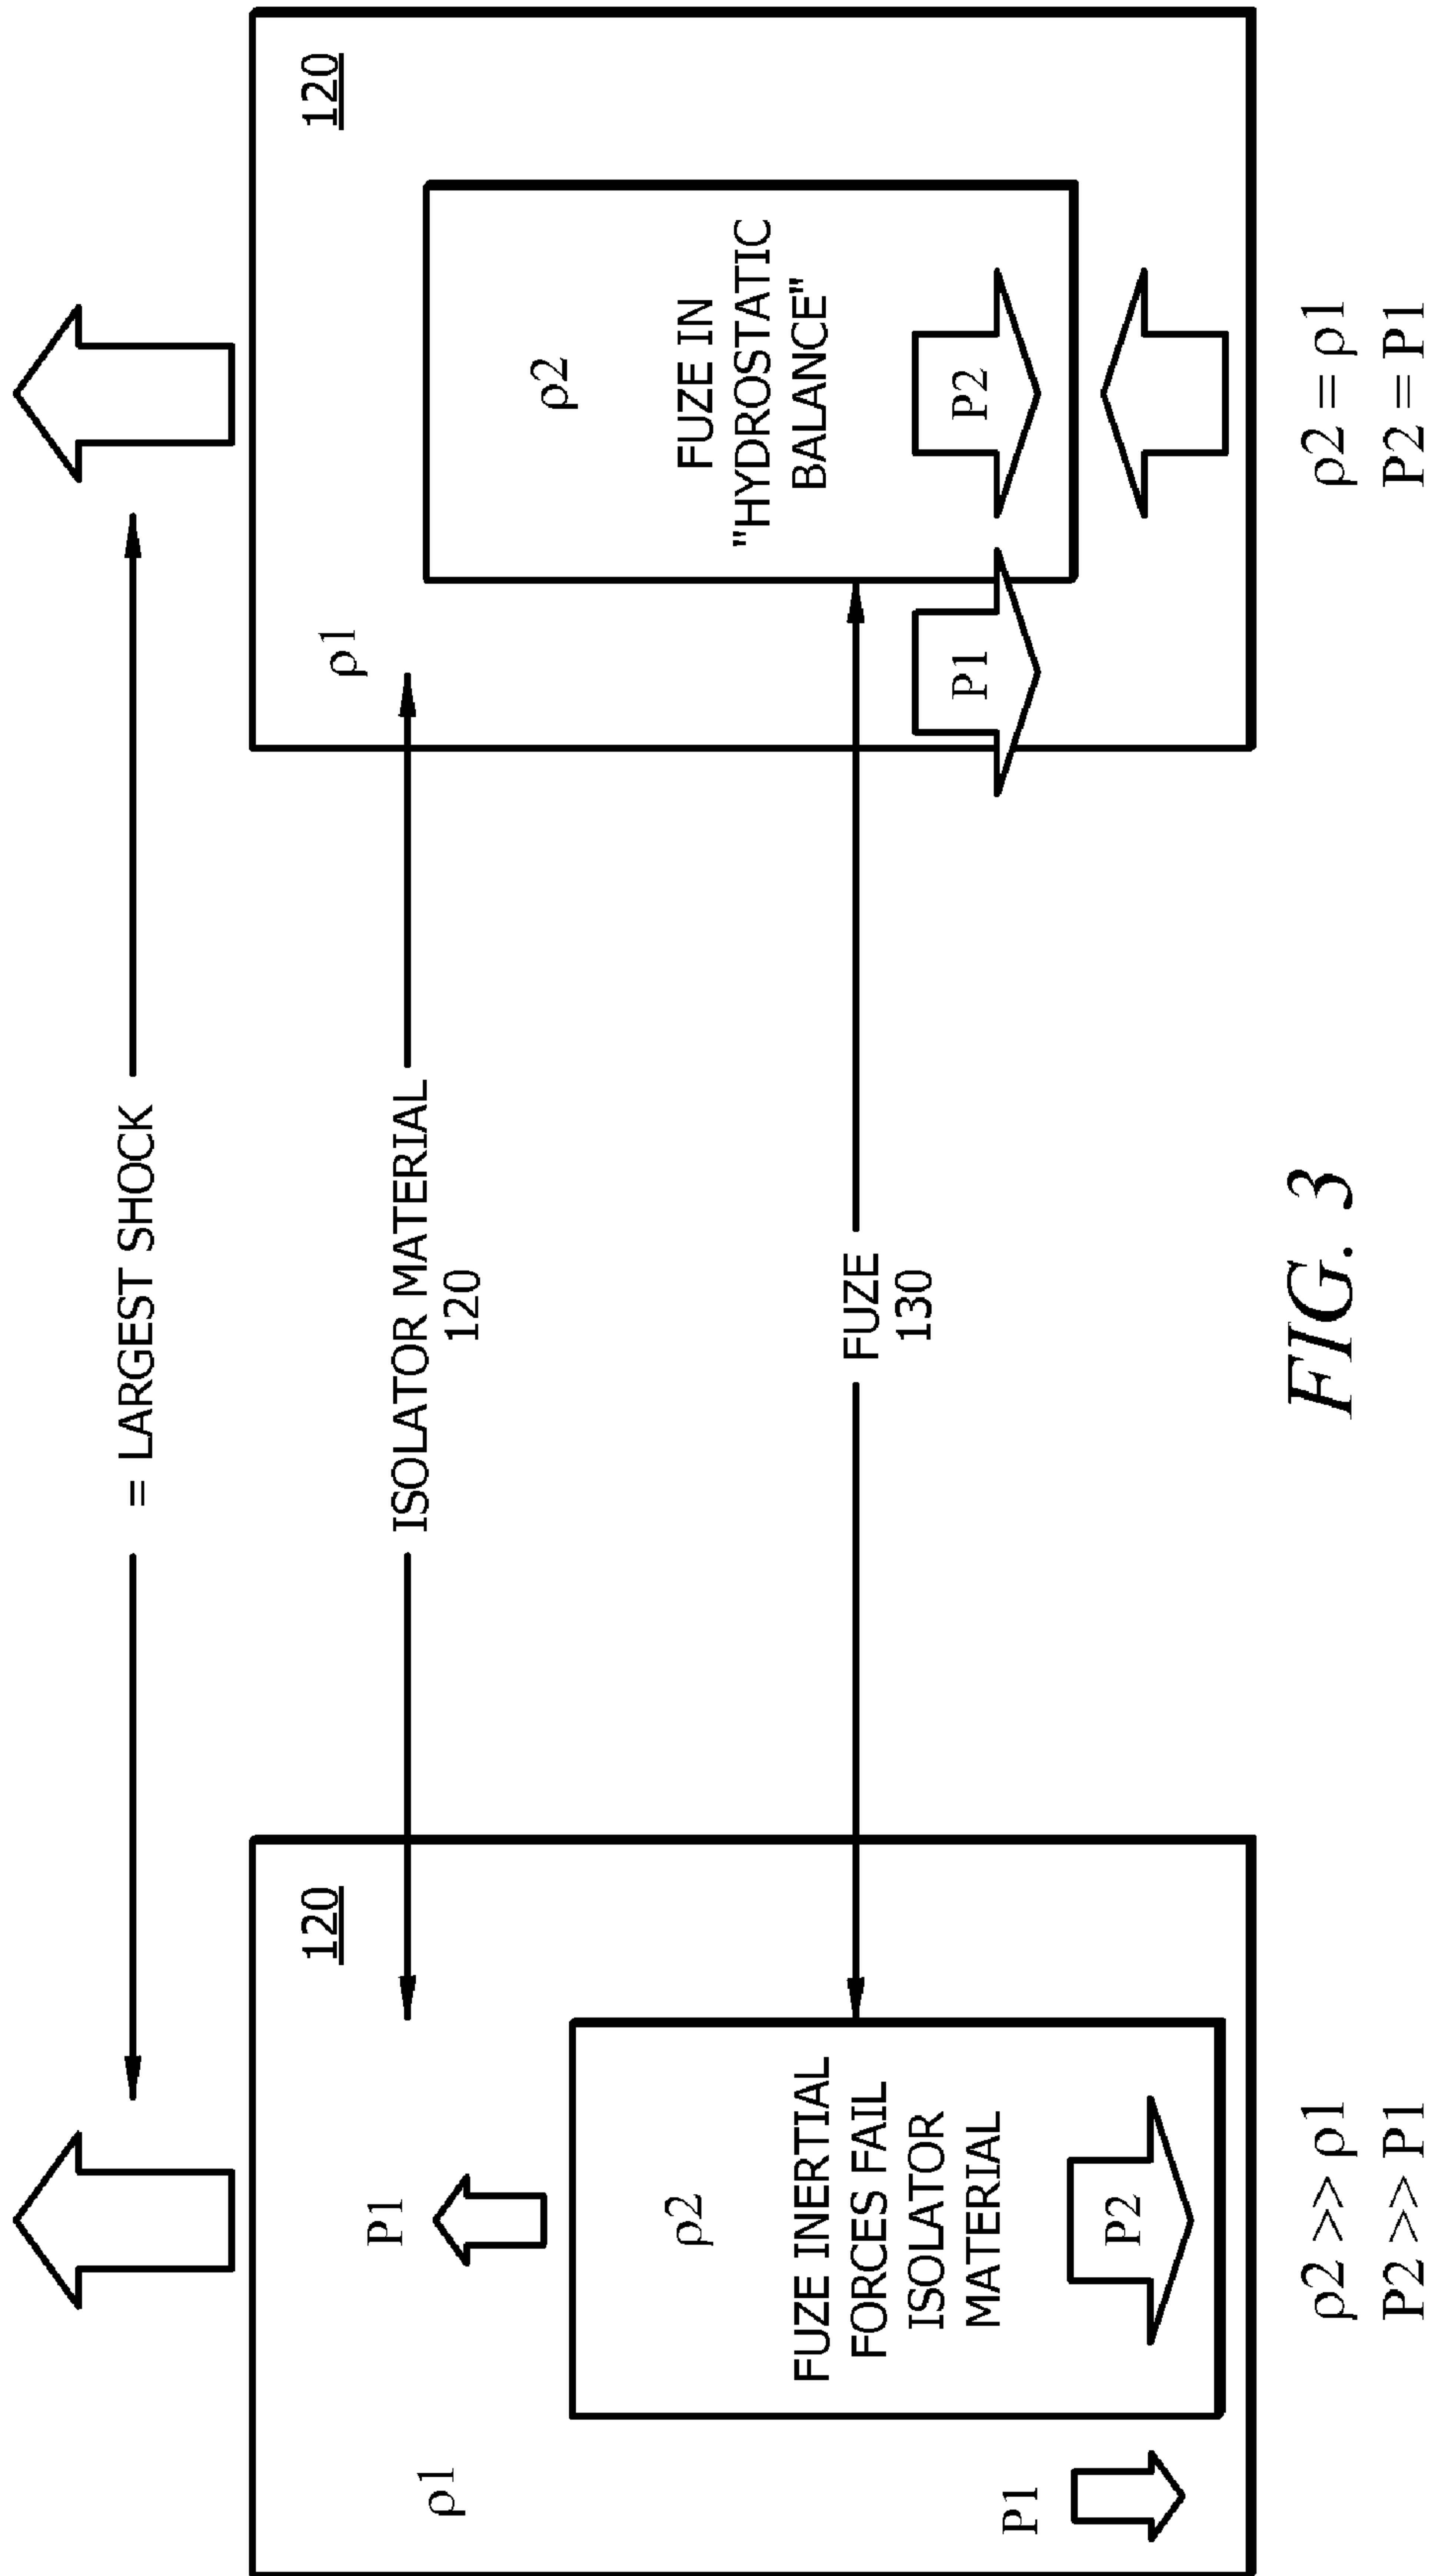 = LARGEST SHOCK
120
ρ1
P1
ISOLATOR MATERIAL
120
ρ2
FUZE INERTIAL
FORCES FAIL
ISOLATOR
MATERIAL
P1
P2
FUZE
130
120
ρ1
ρ2
FUZE IN
"HYDROSTATIC
BALANCE"
P1
P2
ρ2 >> ρ1
P2 >> P1
ρ2 = ρ1
P2 = P1
FIG. 3